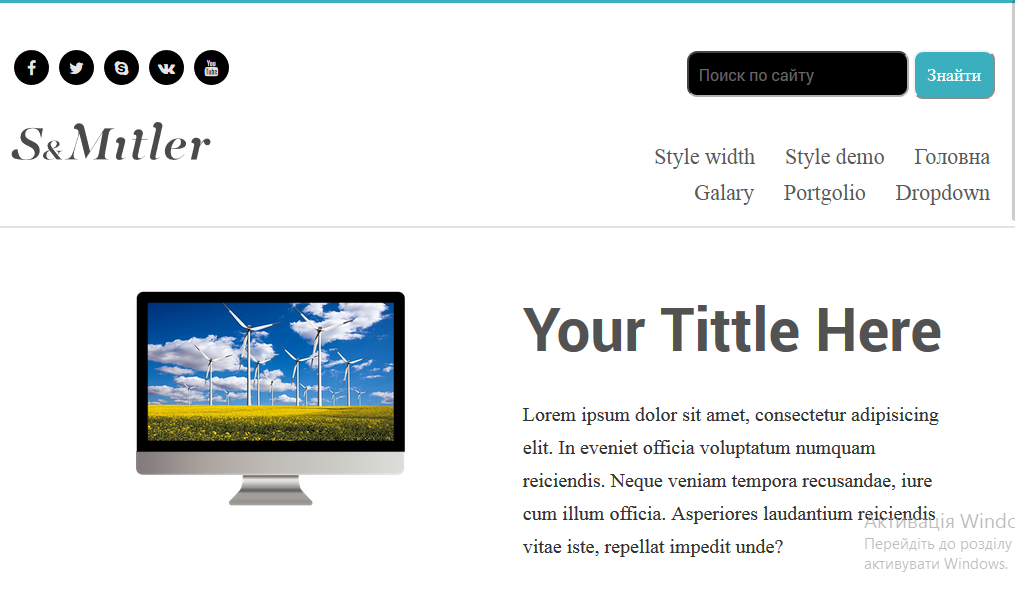 Поиск по сайту
Знайти
S&Mitler
Style width Style demo Головна
Galary Portgolio Dropdown
Your Tittle Here
Lorem ipsum dolor sit amet, consectetur adipisicing
elit. In eveniet officia voluptatum numquam
reiciendis. Neque veniam tempora recusandae, iure
cum illum officia. Asperiores laudantium reiciendis
vitae iste, repellat impedit unde?
Активація Windo
Перейдіть до розділу
активувати Windows.